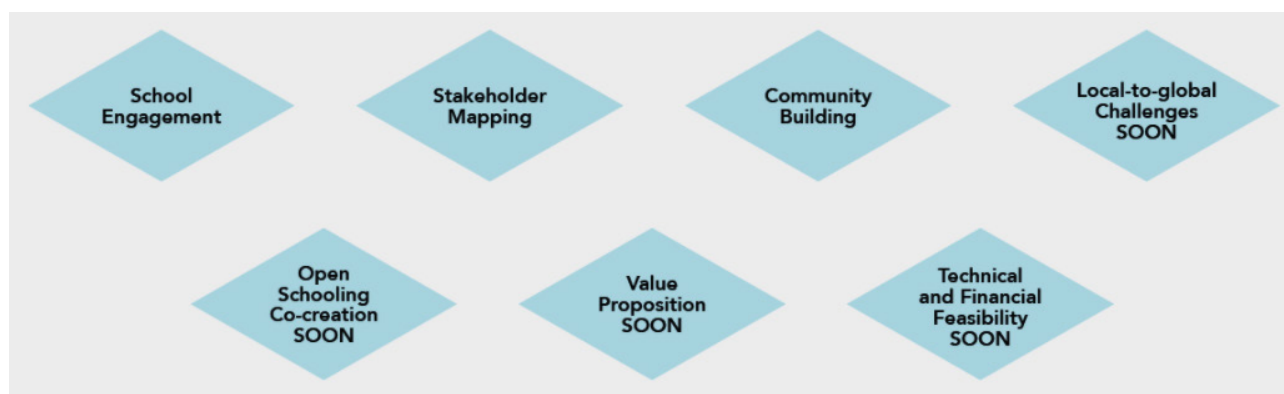 School
Engagement
Stakeholder
Mapping
Community
Building
Local-to-global
Challenges
SOON
Open
Schooling
Co-creation
SOON
Value
Proposition
SOON
Technical
and Financial
Feasibility
SOON